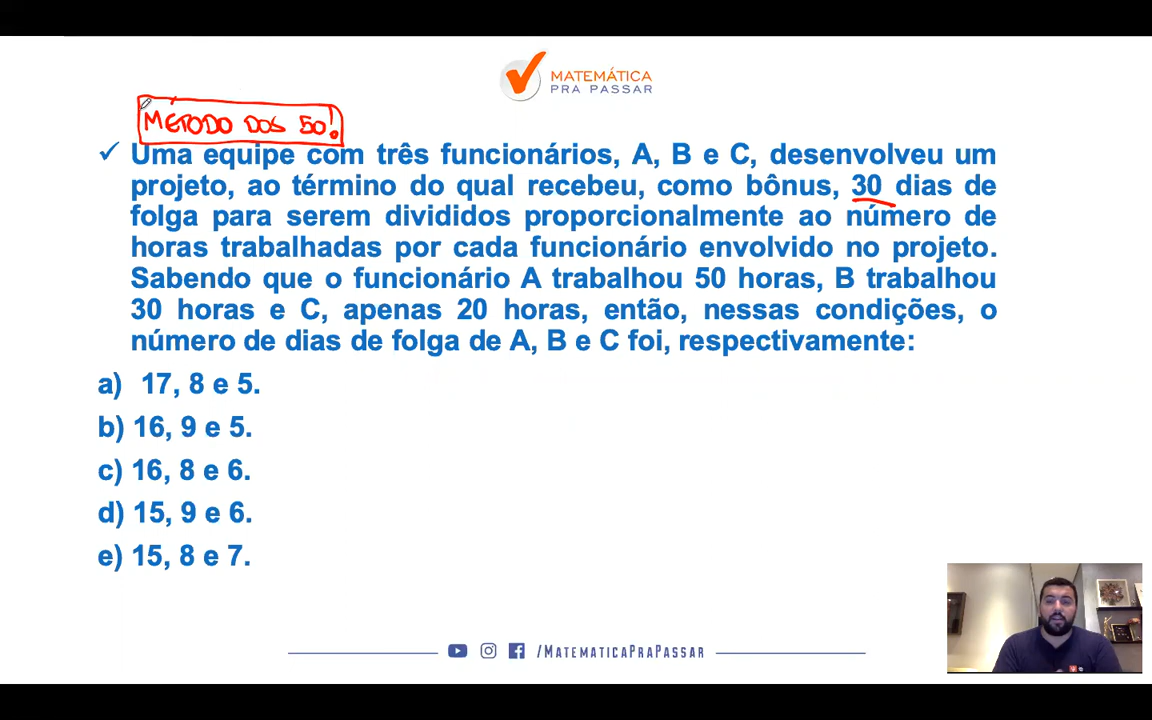 MATEMÁTICA
PRA PASSAR
MÉTODO DOS 50!
✓ Uma equipe com três funcionários, A, B e C, desenvolveu um
projeto, ao término do qual recebeu, como bônus, 30 dias de
folga para serem divididos proporcionalmente ao número de
horas trabalhadas por cada funcionário envolvido no projeto.
Sabendo que o funcionário A trabalhou 50 horas, B trabalhou
30 horas e C, apenas 20 horas, então, nessas condições, o
número de dias de folga de A, B e C foi, respectivamente:
a) 17, 8 e 5.
b) 16, 9 e 5.
c) 16, 8 e 6.
d) 15, 9 e 6.
e) 15, 8 e 7.
/MATEMATICAPRAPASSAR